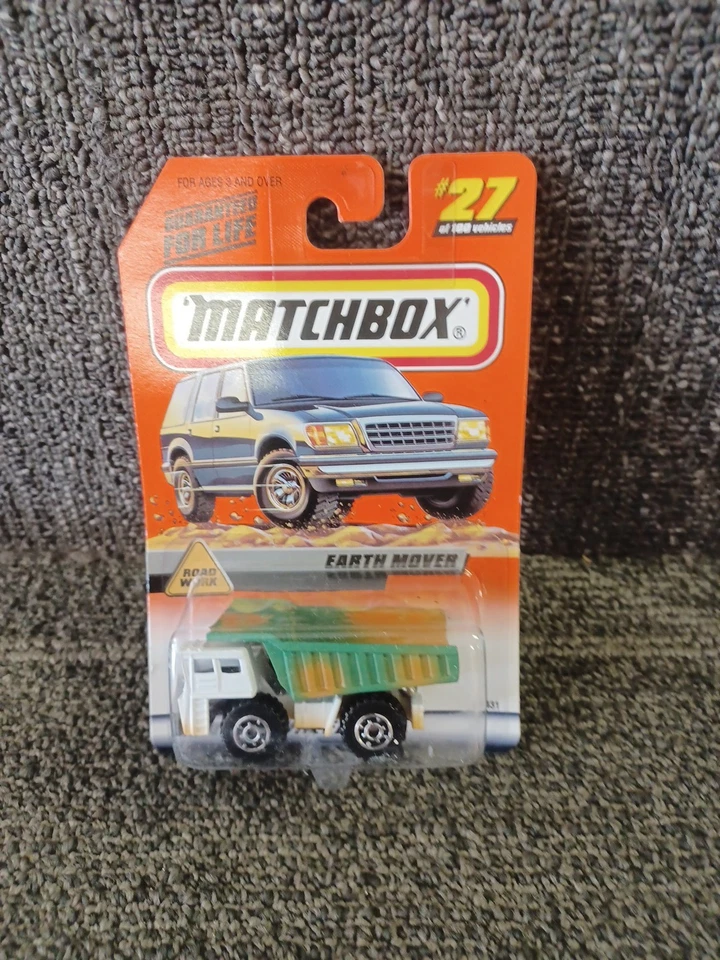 FOR AGES 3 AND OVER
GUARANTEED
FOR LIFE
#27
of 100 vehicles
'MATCHBOX'®
EARTH MOVER
ROAD
WORK